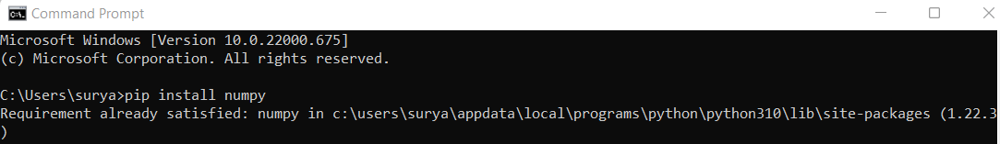 Command Prompt
Microsoft Windows [Version 10.0.22000.675]
(c) Microsoft Corporation. All rights reserved.
C:\Users\surya>pip install numpy
Requirement already satisfied: numpy in c:\users\surya\appdata\local\programs\python\python310\lib\site-packages (1.22.3
)